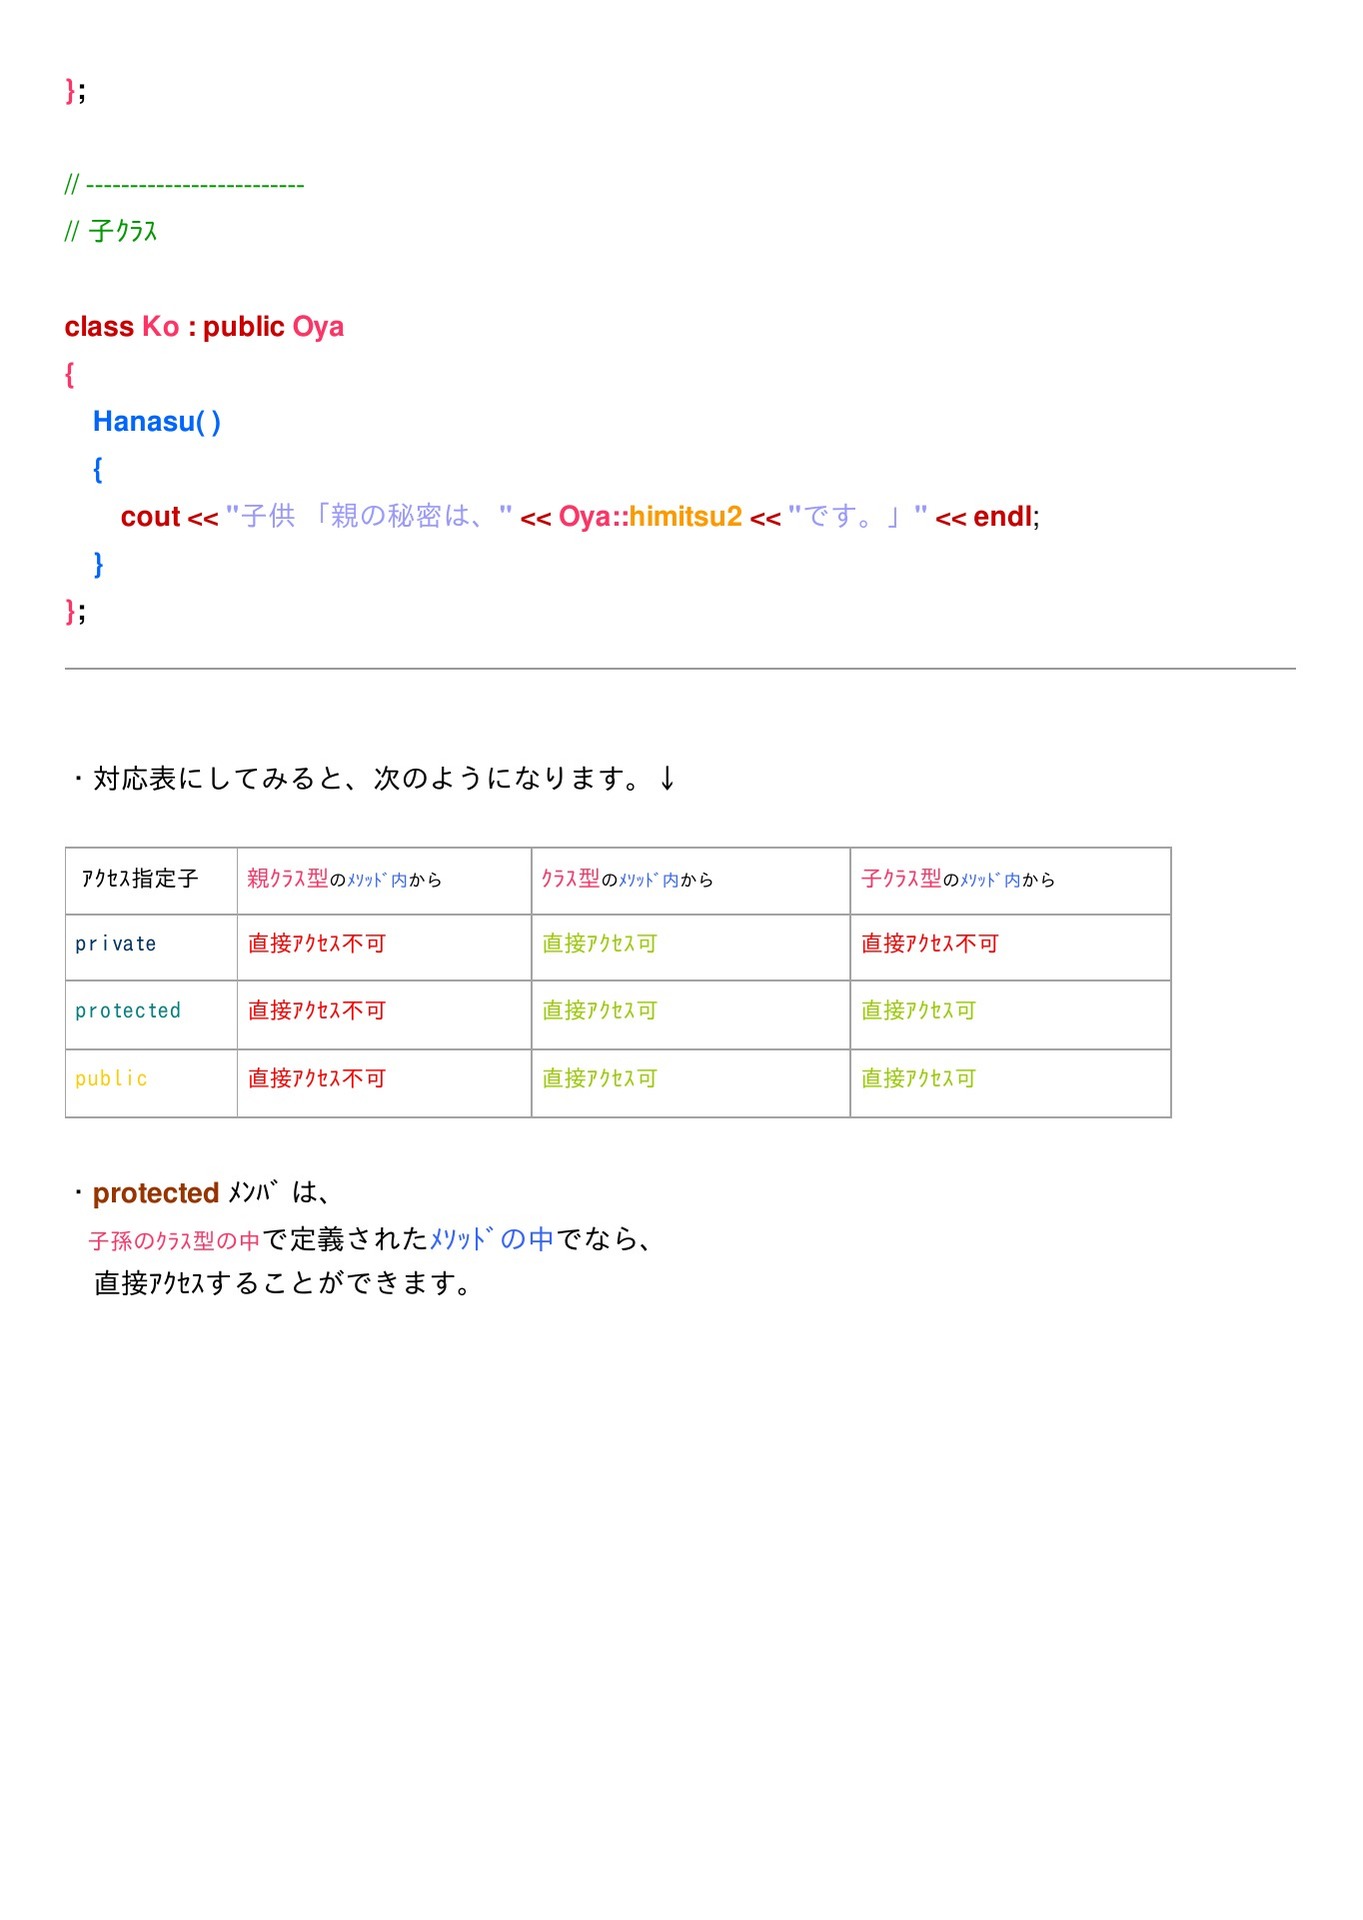 };
// -------------------------
// 子ｸﾗｽ
class Ko : public Oya
{
Hanasu( )
{
cout << "子供 「親の秘密は、" << Oya::himitsu2 << "です。」" << endl;
}
};
・対応表にしてみると、次のようになります。↓
ｱｸｾｽ指定子 親ｸﾗｽ型のﾒｿｯﾄﾞ内から ｸﾗｽ型のﾒｿｯﾄﾞ内から 子ｸﾗｽ型のﾒｿｯﾄﾞ内から
private 直接ｱｸｾｽ不可 直接ｱｸｾｽ可 直接ｱｸｾｽ不可
protected 直接ｱｸｾｽ不可 直接ｱｸｾｽ可 直接ｱｸｾｽ可
public 直接ｱｸｾｽ不可 直接ｱｸｾｽ可 直接ｱｸｾｽ可
・protected ﾒﾝﾊﾞは、
子孫のｸﾗｽ型の中で定義されたﾒｿｯﾄﾞの中でなら、
直接ｱｸｾｽすることができます。